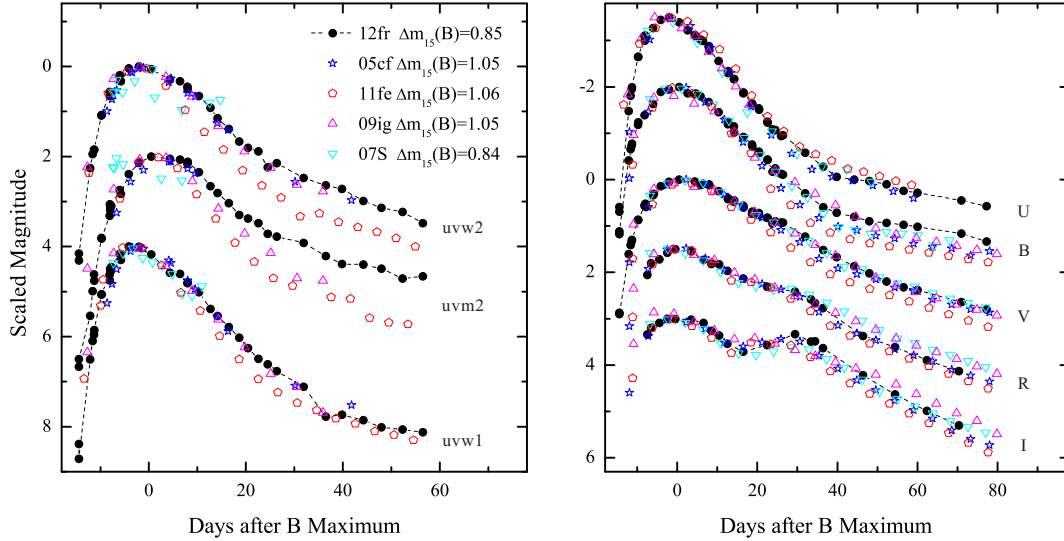 Scaled Magnitude
0
2
4
6
8
0
20
40
60
Days after B Maximum
12fr Δm15(B)=0.85
05cf Δm15(B)=1.05
11fe Δm15(B)=1.06
09ig Δm15(B)=1.05
07S Δm15(B)=0.84
uvw2
uvm2
uvw1
-2
0
2
4
6
0
20
40
60
80
Days after B Maximum
U
B
V
R
I